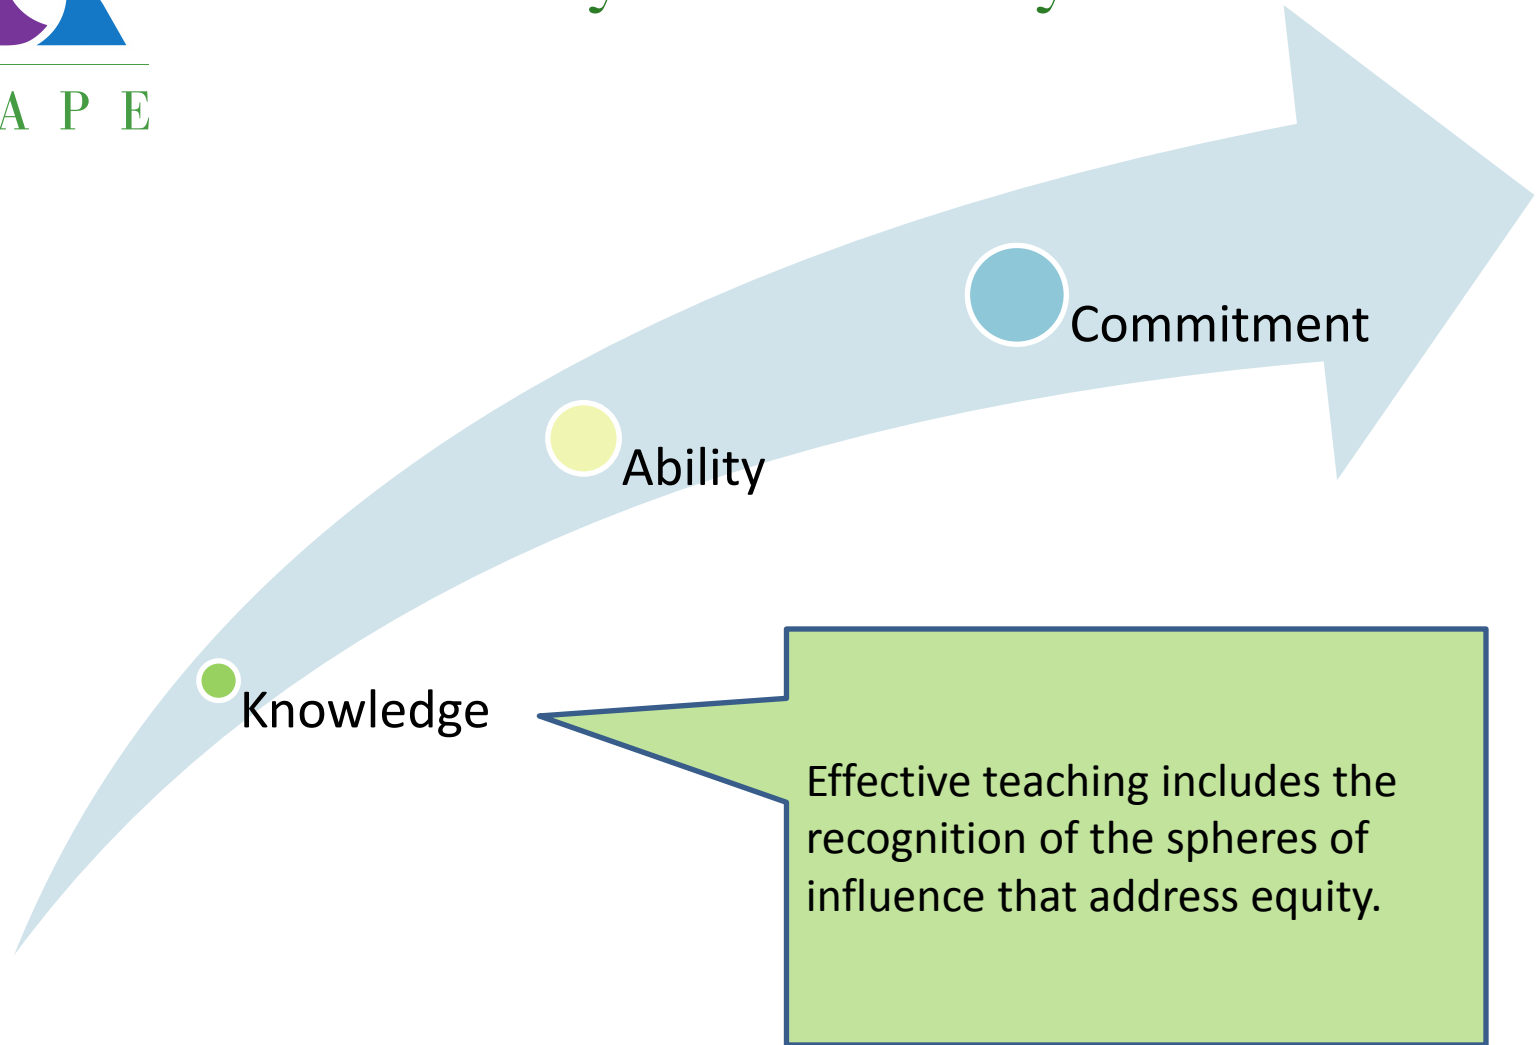 A P E
Commitment
Ability
Knowledge
Effective teaching includes the
recognition of the spheres of
influence that address equity.